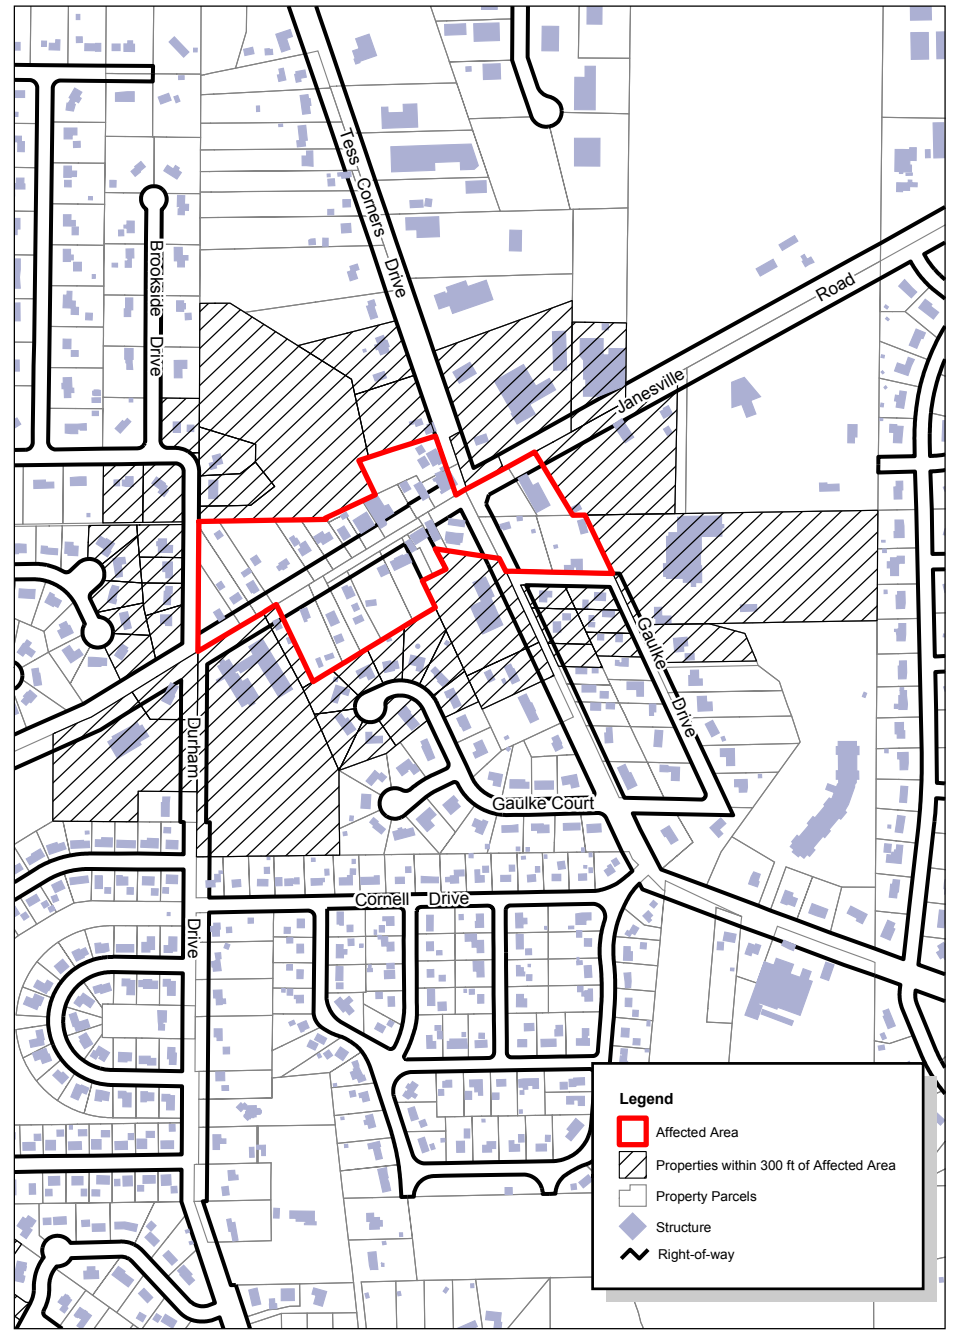 Tess Corners Drive
Brookside Drive
Janesville Road
Gaulke Drive
Durham Drive
Gaulke Court
Cornell Drive
Legend
Affected Area
Properties within 300 ft of Affected Area
Property Parcels
Structure
Right-of-way